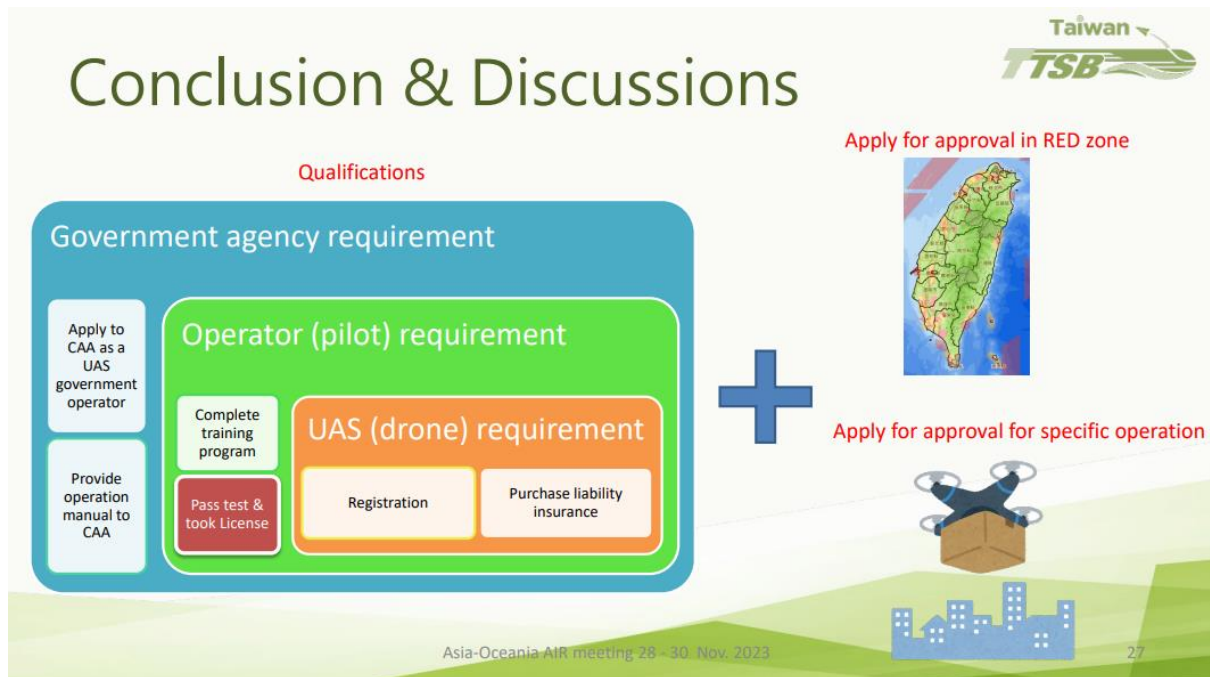 Taiwan
TTSB
Conclusion & Discussions
Apply for approval in RED zone
Qualifications
Government agency requirement
Apply to
CAA as a
UAS
government
operator
Provide
operation
manual to
CAA
Operator (pilot) requirement
Complete
training
program
Pass test &
took License
UAS (drone) requirement
Registration
Purchase liability
insurance
Apply for approval for specific operation
Asia-Oceania AIR meeting 28 - 30 Nov. 2023
27